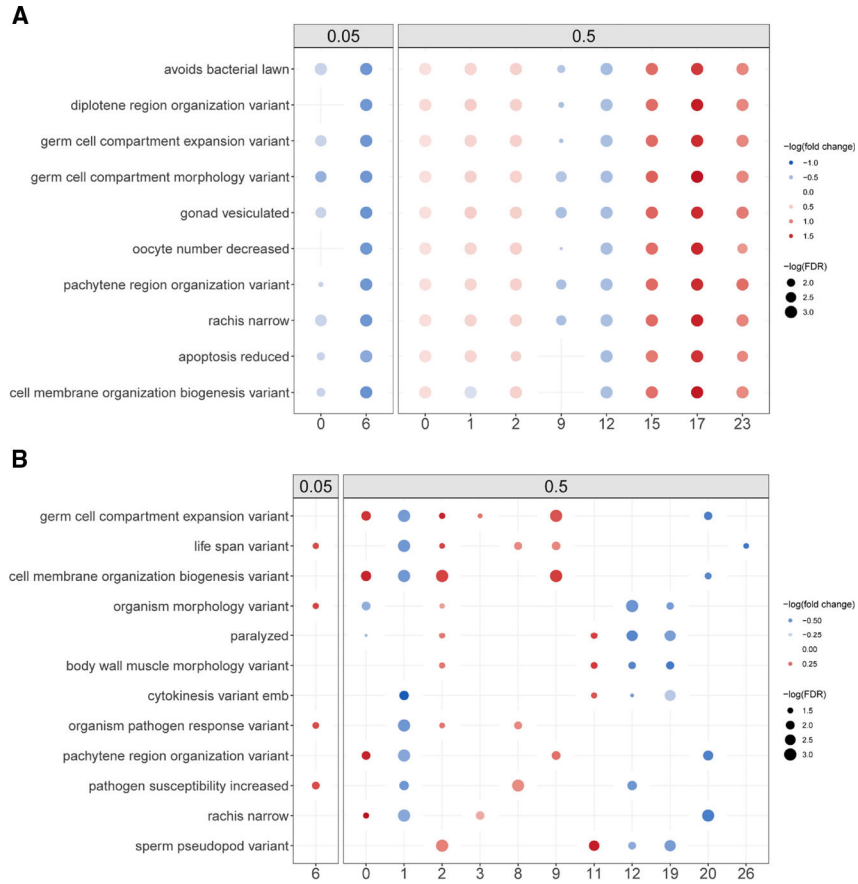 A
0.05 0.5
avoids bacterial lawn
diplotene region organization variant
germ cell compartment expansion variant
germ cell compartment morphology variant
gonad vesiculated
oocyte number decreased
pachytene region organization variant
rachis narrow
apoptosis reduced
cell membrane organization biogenesis variant
0 6 0 1 2 9 12 15 17 23
−log(fold change)
−1.0
−0.5
0.0
0.5
1.0
1.5
−log(FDR)
2.0
2.5
3.0
B
0.05 0.5
germ cell compartment expansion variant
life span variant
cell membrane organization biogenesis variant
organism morphology variant
paralyzed
body wall muscle morphology variant
cytokinesis variant emb
organism pathogen response variant
pachytene region organization variant
pathogen susceptibility increased
rachis narrow
sperm pseudopod variant
6 0 1 2 3 8 9 11 12 19 20 26
−log(fold change)
−0.50
−0.25
0.00
0.25
−log(FDR)
1.5
2.0
2.5
3.0